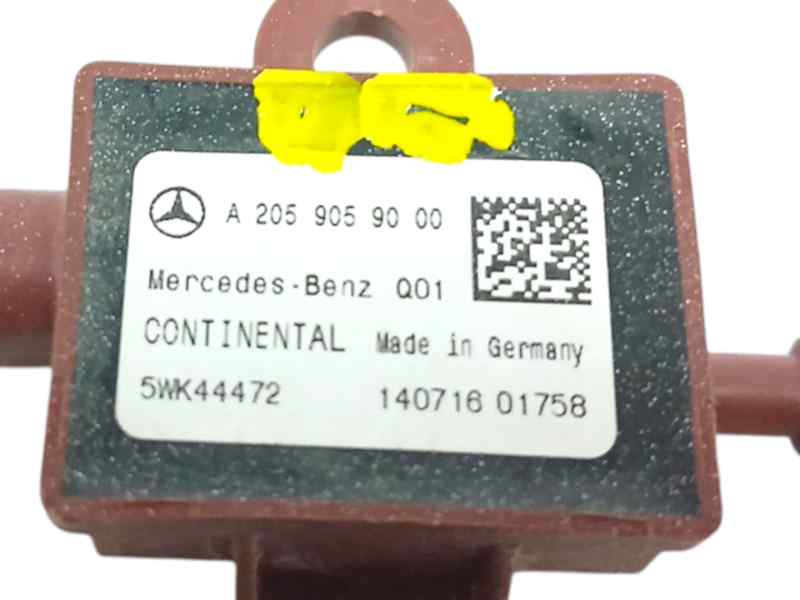 A 205 905 90 00
Mercedes-Benz Q01
CONTINENTAL Made in Germany
5WK44472 140716 01758